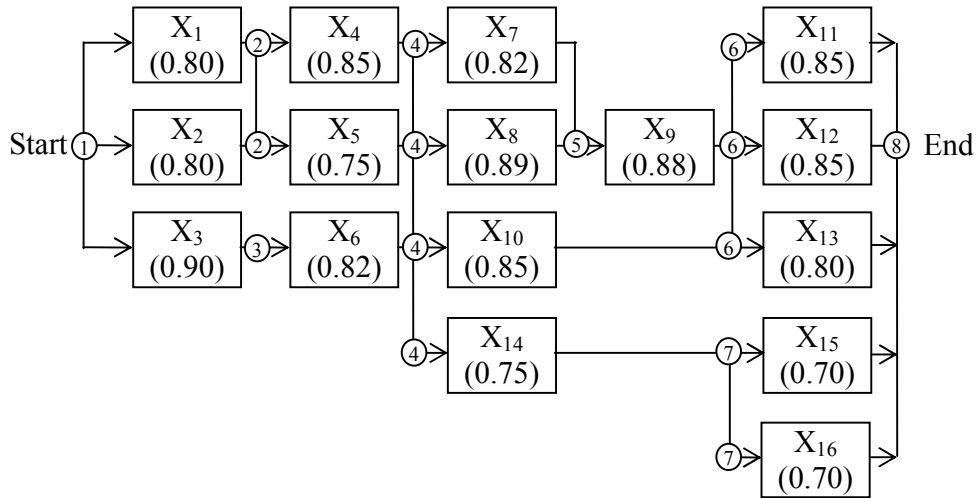 X₁ 2 X₄ 4 X₇ 6 X₁₁
(0.80) (0.85) (0.82) (0.85)
Start 1 X₂ 2 X₅ 4 X₈ 5 X₉ 6 X₁₂ 8 End
(0.80) (0.75) (0.89) (0.88) (0.85)
X₃ 3 X₆ 4 X₁₀ 6 X₁₃
(0.90) (0.82) (0.85) (0.80)
4 X₁₄ 7 X₁₅
(0.75) (0.70)
7 X₁₆
(0.70)